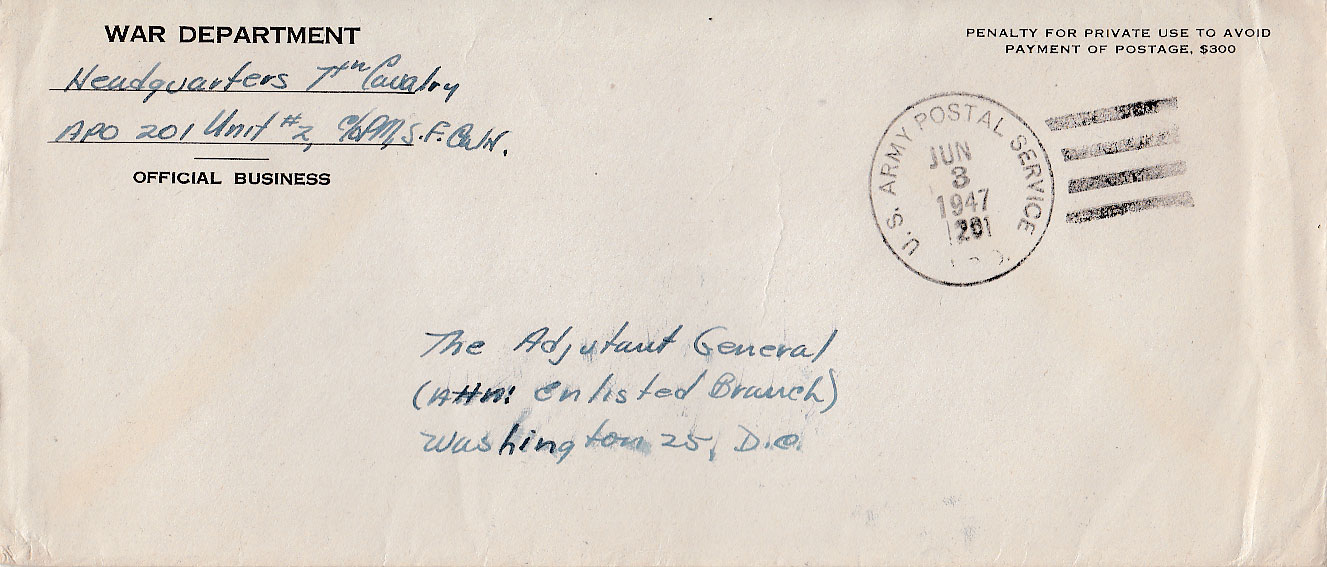 WAR DEPARTMENT
Headquarters 7th Cavalry
APO 201 Unit #2, c/o PM, S.F. Calif.
OFFICIAL BUSINESS
PENALTY FOR PRIVATE USE TO AVOID
PAYMENT OF POSTAGE, $300
U.S. ARMY POSTAL SERVICE
JUN
3
1947
201
The Adjutant General
(Attn: Enlisted Branch)
Washington 25, D.C.